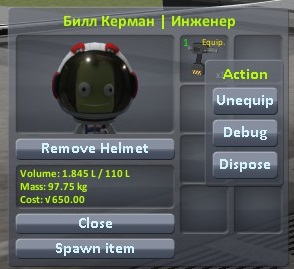 Билл Керман | Инженер
1
Equip.
Action
Unequip
Remove Helmet
Debug
Dispose
Volume: 1.845 L / 110 L
Mass: 97.75 kg
Cost: √650.00
Close
Spawn item